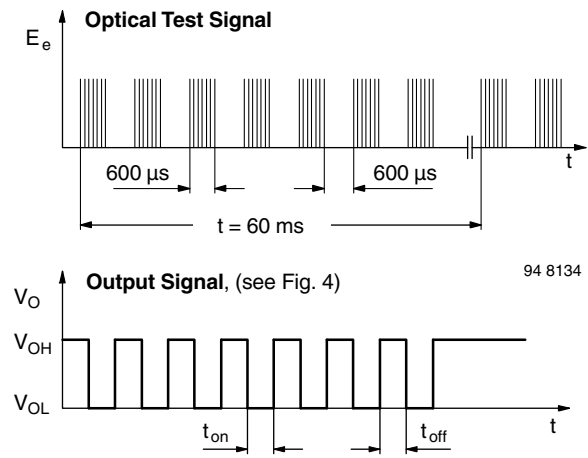 Optical Test Signal
E e
t
600 µs
600 µs
t = 60 ms
94 8134
Output Signal, (see Fig. 4)
V O
V OH
V OL
t on
t off
t